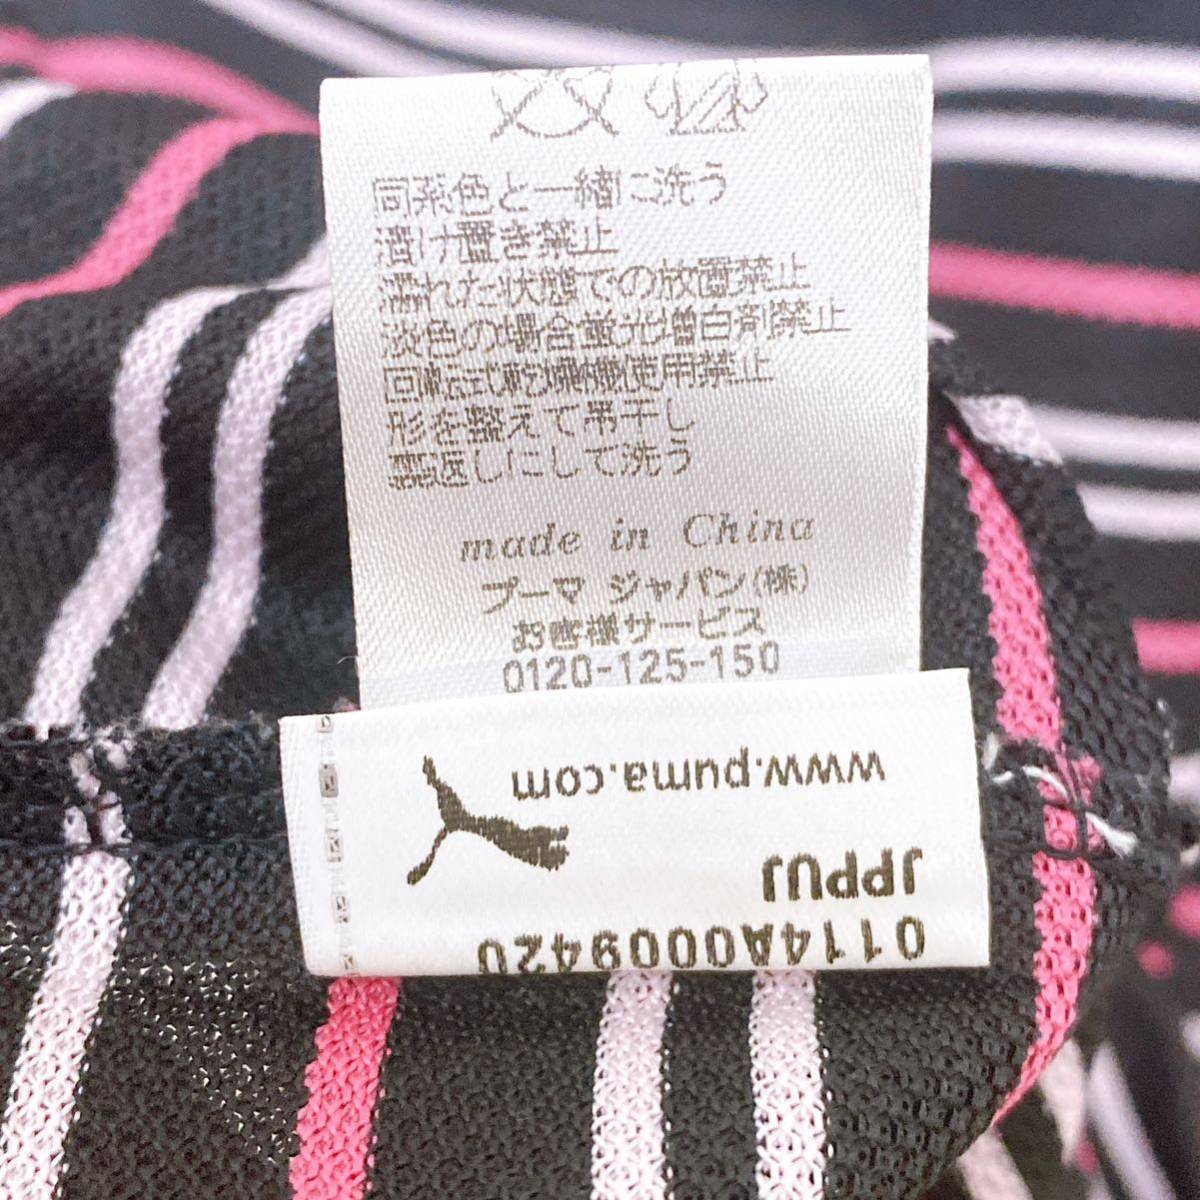 同系色と一緒に洗う
漬け置き禁止
濡れた状態での放置禁止
淡色の場合蛍光増白剤禁止
回転式乾燥機使用禁止
形を整えて吊干し
裏返しにして洗う
made in China
プーマ ジャパン(株)
お客様サービス
0120-125-150
www.puma.com
JPPUJ
0114A0009420